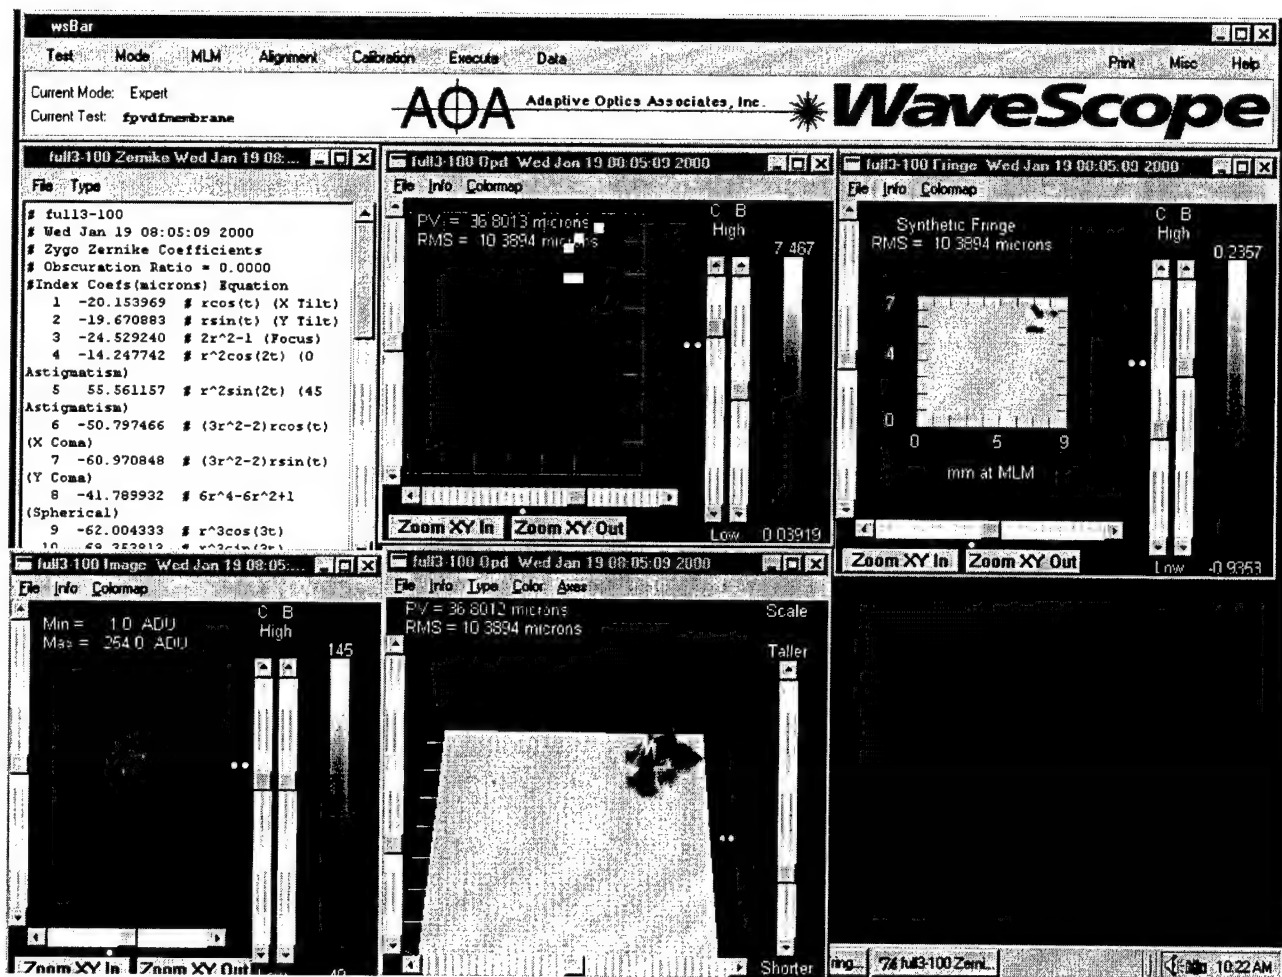 wsBar
Test Mode MLM Alignment Calibration Execute Data Print Misc Help
Current Mode: Expert
Current Test: fpvdfmembrane
AOA Adaptive Optics Associates, Inc. WaveScope
full3-100 Zernike Wed Jan 19 08:...
File Type
# full3-100
# Wed Jan 19 08:05:09 2000
# Zygo Zernike Coefficients
# Obscuration Ratio = 0.0000
#Index Coefs(microns) Equation
1 -20.153969 # rcos(t) (X Tilt)
2 -19.670883 # rsin(t) (Y Tilt)
3 -24.529240 # 2r^2-1 (Focus)
4 -14.247742 # r^2cos(2t) (0
Astigmatism)
5 55.561157 # r^2sin(2t) (45
Astigmatism)
6 -50.797466 # (3r^2-2)rcos(t)
(X Coma)
7 -60.970848 # (3r^2-2)rsin(t)
(Y Coma)
8 -41.789932 # 6r^4-6r^2+1
(Spherical)
9 -62.004333 # r^3cos(3t)
full3-100 Opd Wed Jan 19 08:05:09 2000
File Info Colormap
PV = 36.8013 microns
RMS = 10.3894 microns
C B
High
7.467
Zoom XY In Zoom XY Out
Low 0.03919
full3-100 Fringe Wed Jan 19 08:05:09 2000
File Info Colormap
Synthetic Fringe
RMS = 10.3894 microns
C B
High
0.2357
7
4
0
0 5 9
mm at MLM
Zoom XY In Zoom XY Out
Low -0.9353
full3-100 Image Wed Jan 19 08:05:...
File Info Colormap
Min = 1.0 ADU
Max = 254.0 ADU
C B
High
145
Zoom XY In Zoom XY Out
full3-100 Opd Wed Jan 19 08:05:09 2000
File Info Type Color Axes
PV = 36.8012 microns
RMS = 10.3894 microns
Scale
Taller
Shorter
ring... 74 full3-100 Zerni... 10:22 AM